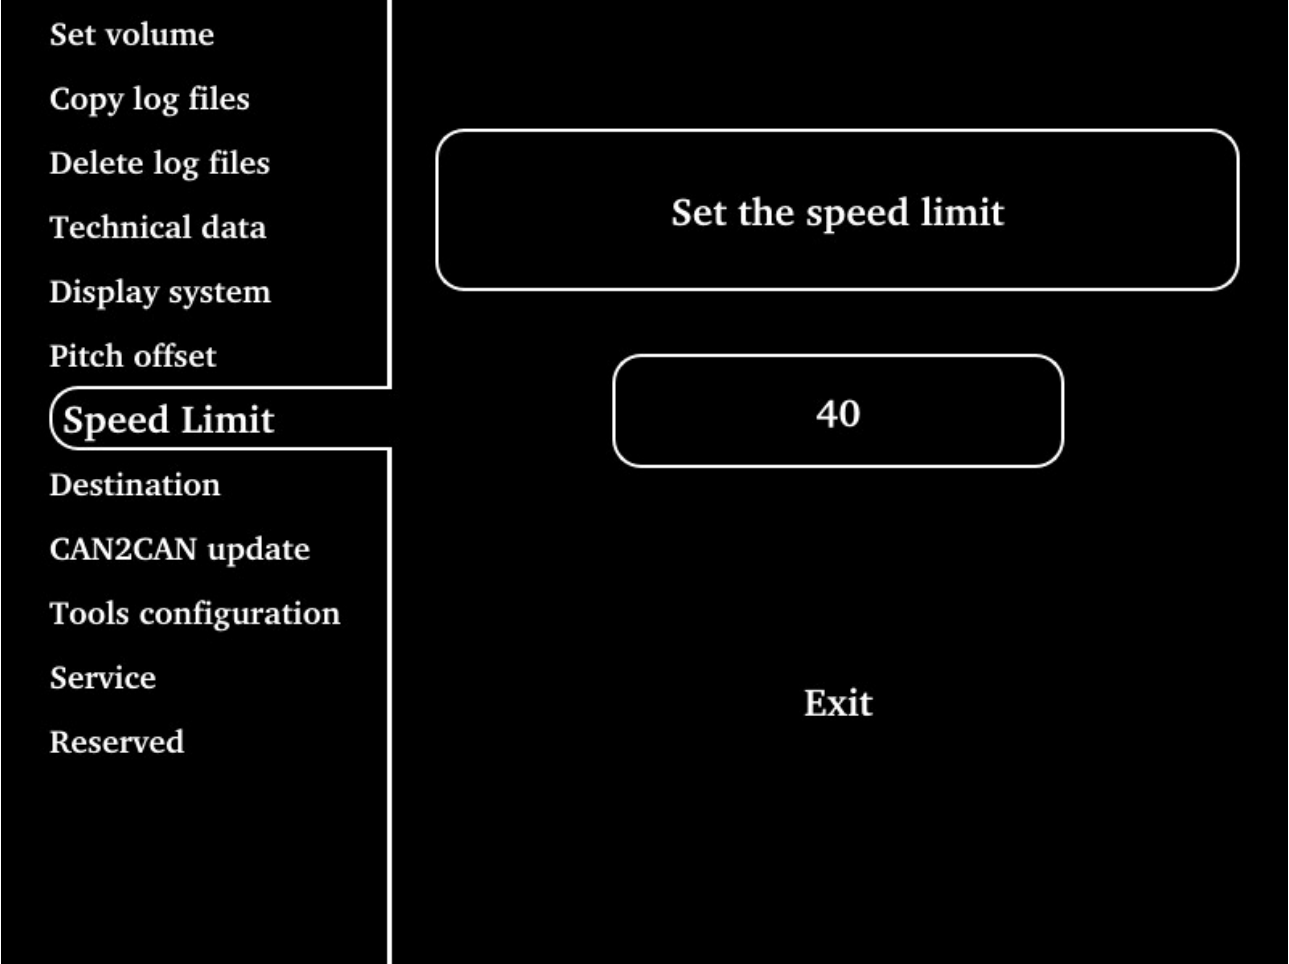 Set volume
Copy log files
Delete log files
Technical data
Display system
Pitch offset
Speed Limit
Destination
CAN2CAN update
Tools configuration
Service
Reserved
Set the speed limit
40
Exit